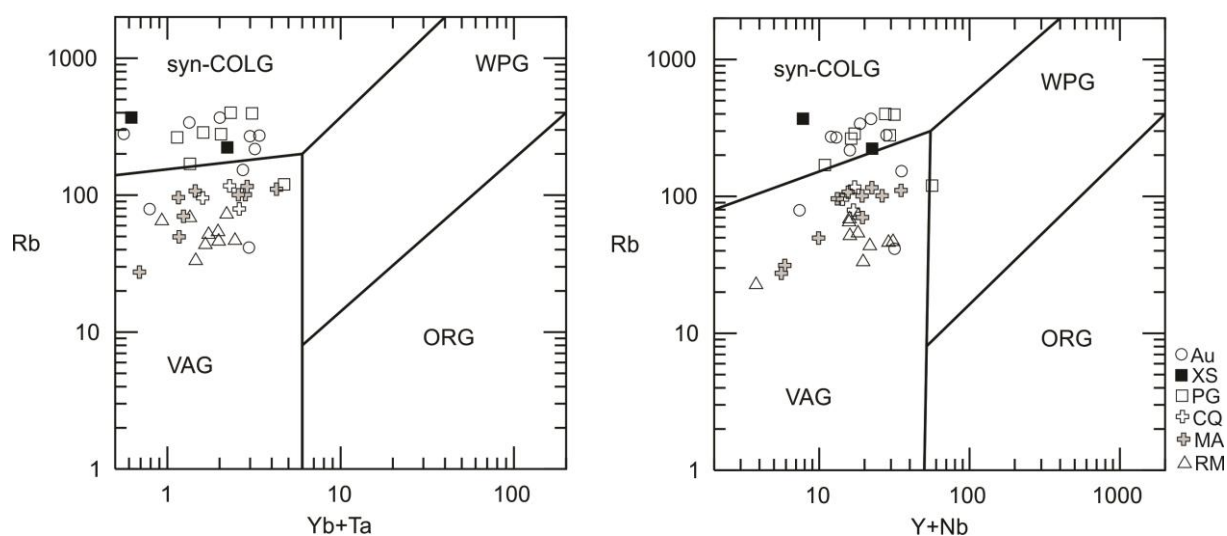 1000
100
10
1
Rb
syn-COLG
WPG
VAG
ORG
1
10
100
Yb+Ta
1000
100
10
1
Rb
syn-COLG
WPG
VAG
ORG
10
100
1000
Y+Nb
Au
XS
PG
CQ
MA
RM